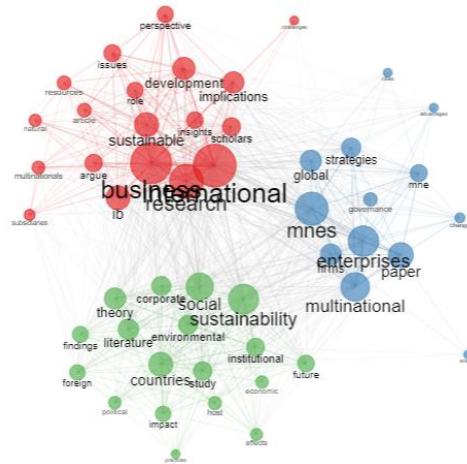 challenges
perspective
issues
development
resources
role
implications
article
insights
natural
sustainable
scholars
strategies
global
multinationals
argue
mne
business
international
research
governance
subsidiaries
ib
mnes
enterprises
firms
paper
corporate
social
multinational
theory
sustainability
findings
literature
environmental
institutional
foreign
countries
study
future
economic
political
host
impact
effects
practices